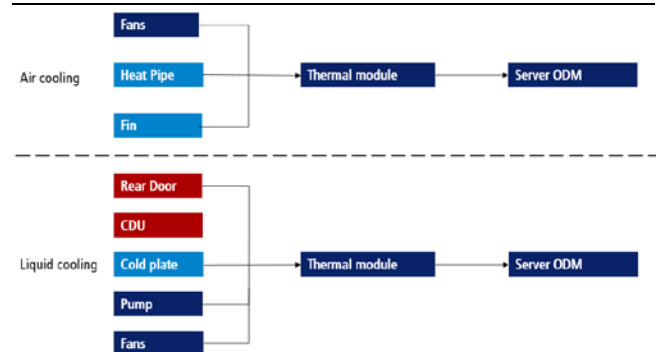 Fans
Air cooling
Heat Pipe
Thermal module
Server ODM
Fin
Rear Door
CDU
Liquid cooling
Cold plate
Thermal module
Server ODM
Pump
Fans